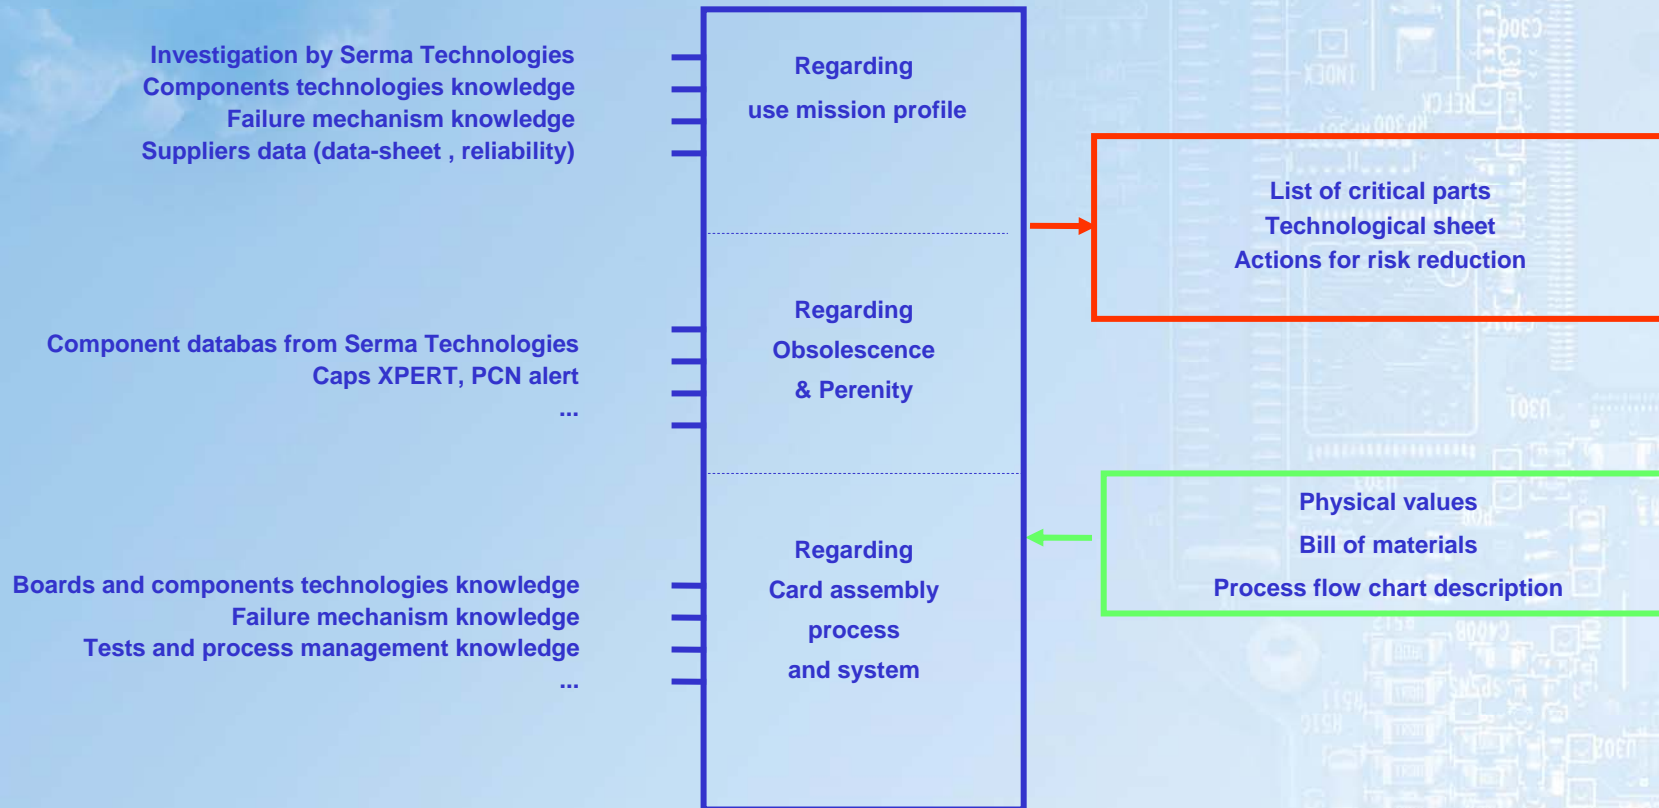 Investigation by Serma Technologies
Components technologies knowledge
Failure mechanism knowledge
Suppliers data (data-sheet , reliability)
Regarding
use mission profile
List of critical parts
Technological sheet
Actions for risk reduction
Component databas from Serma Technologies
Caps XPERT, PCN alert
...
Regarding
Obsolescence
& Perenity
Physical values
Bill of materials
Process flow chart description
Boards and components technologies knowledge
Failure mechanism knowledge
Tests and process management knowledge
...
Regarding
Card assembly
process
and system